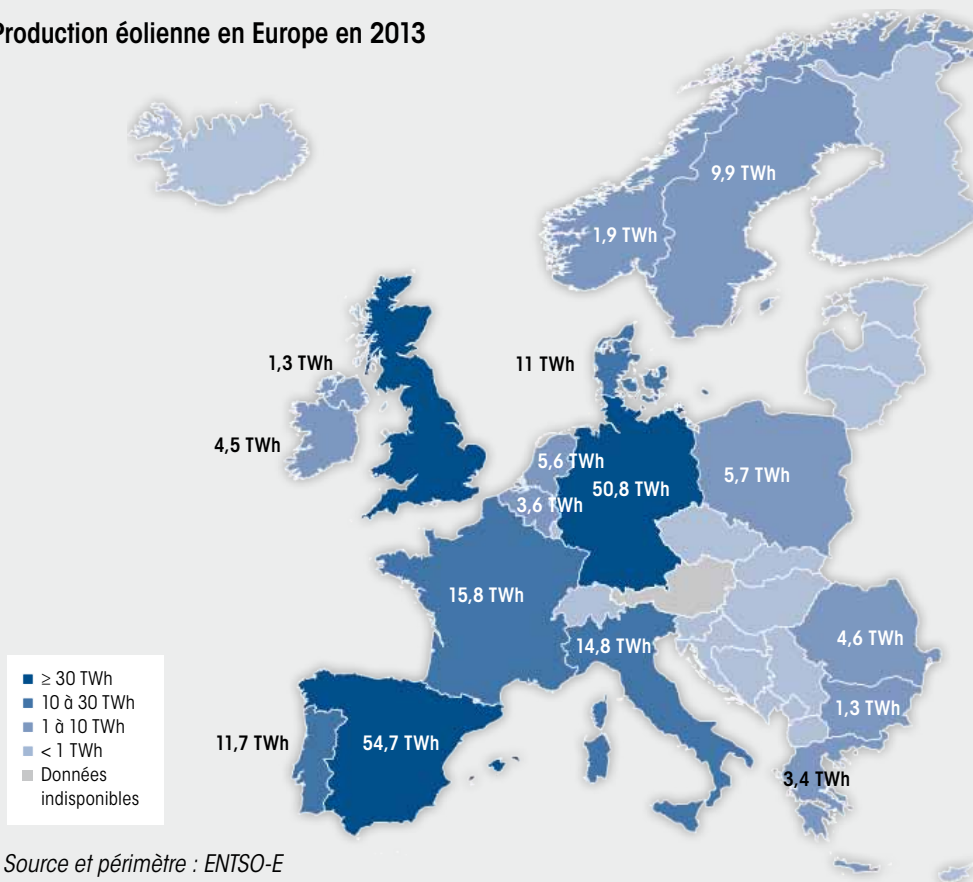 Production éolienne en Europe en 2013
9,9 TWh
1,9 TWh
1,3 TWh
11 TWh
4,5 TWh
5,6 TWh
50,8 TWh
5,7 TWh
3,6 TWh
15,8 TWh
14,8 TWh
4,6 TWh
1,3 TWh
11,7 TWh
54,7 TWh
3,4 TWh
≥ 30 TWh
10 à 30 TWh
1 à 10 TWh
< 1 TWh
Données
indisponibles
Source et périmètre : ENTSO-E